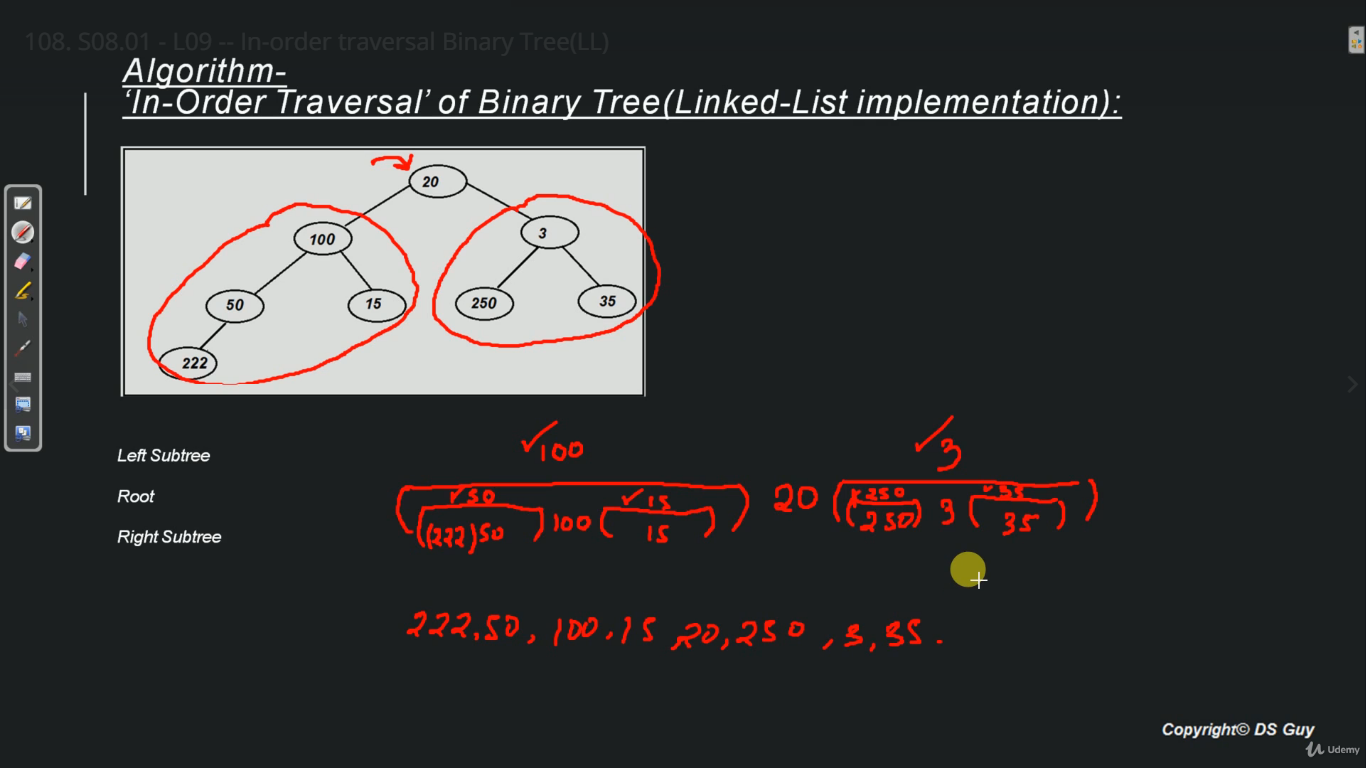 108. S08.01 - L09 -- In-order traversal Binary Tree(LL)
Algorithm-
‘In-Order Traversal’ of Binary Tree(Linked-List implementation):
20
100
3
50
15
250
35
222
Left Subtree
Root
Right Subtree
100
3
50
15
250
35
((222)50) 100 (15) 20 ((250) 3 (35))
222,50, 100,15,20,250,3,35.
Copyright© DS Guy
Udemy